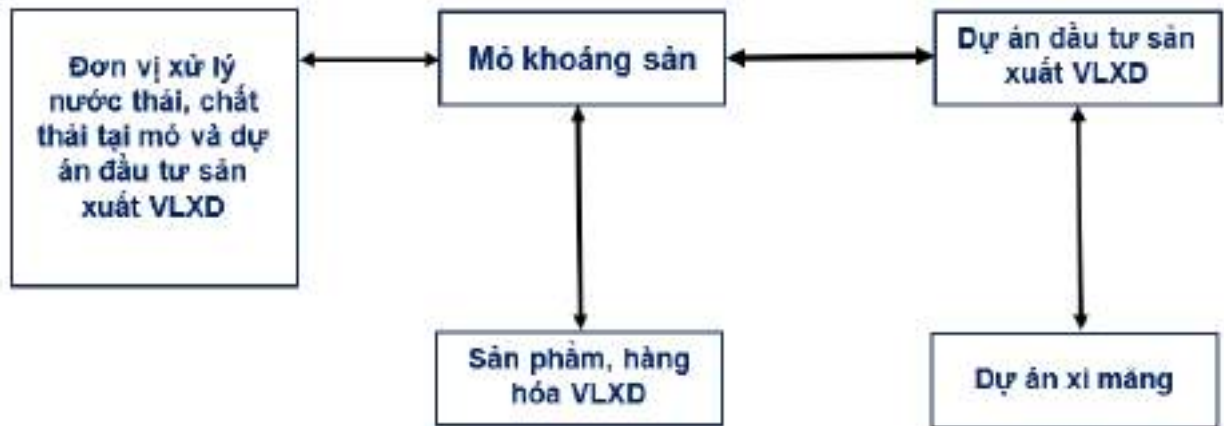 Đơn vị xử lý
nước thải, chất
thải tại mỏ và dự
án đầu tư sản
xuất VLXD
Mỏ khoáng sản
Dự án đầu tư sản
xuất VLXD
Sản phẩm, hàng
hóa VLXD
Dự án xi măng